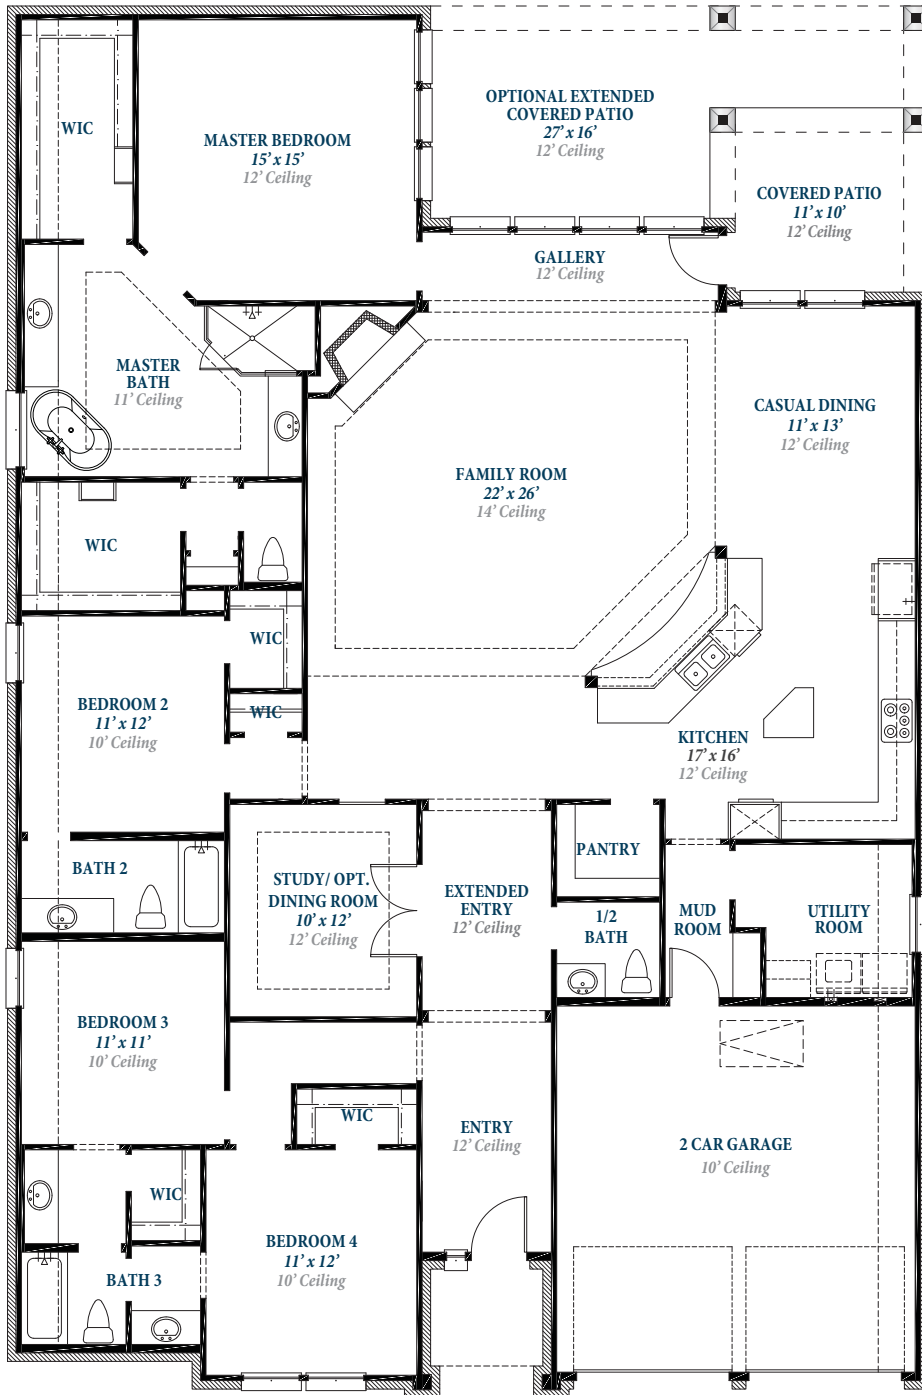 WIC
MASTER BEDROOM
15’ x 15’
12’ Ceiling
OPTIONAL EXTENDED
COVERED PATIO
27’ x 16’
12’ Ceiling
COVERED PATIO
11’ x 10’
12’ Ceiling
GALLERY
12’ Ceiling
MASTER
BATH
11’ Ceiling
CASUAL DINING
11’ x 13’
12’ Ceiling
FAMILY ROOM
22’ x 26’
14’ Ceiling
WIC
WIC
BEDROOM 2
11’ x 12’
10’ Ceiling
WIC
KITCHEN
17’ x 16’
12’ Ceiling
BATH 2
STUDY/ OPT.
DINING ROOM
10’ x 12’
12’ Ceiling
EXTENDED
ENTRY
12’ Ceiling
PANTRY
1/2
BATH
MUD
ROOM
UTILITY
ROOM
BEDROOM 3
11’ x 11’
10’ Ceiling
WIC
ENTRY
12’ Ceiling
2 CAR GARAGE
10’ Ceiling
WIC
BEDROOM 4
11’ x 12’
10’ Ceiling
BATH 3